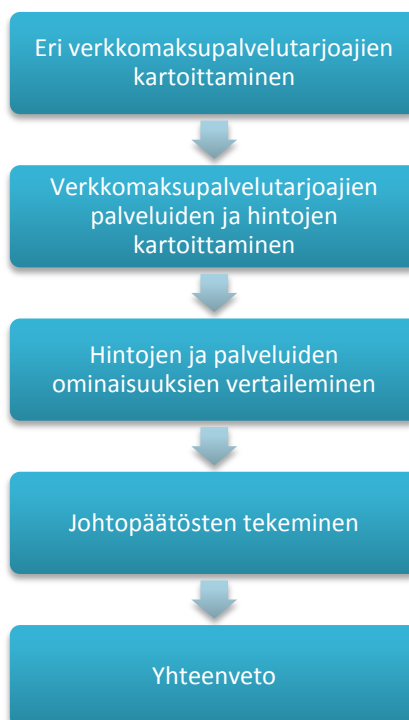 Eri verkkomaksupalvelutarjoajien
kartoittaminen
Verkkomaksupalvelutarjoajien
palveluiden ja hintojen
kartoittaminen
Hintojen ja palveluiden
ominaisuuksien vertaileminen
Johtopäätösten tekeminen
Yhteenveto